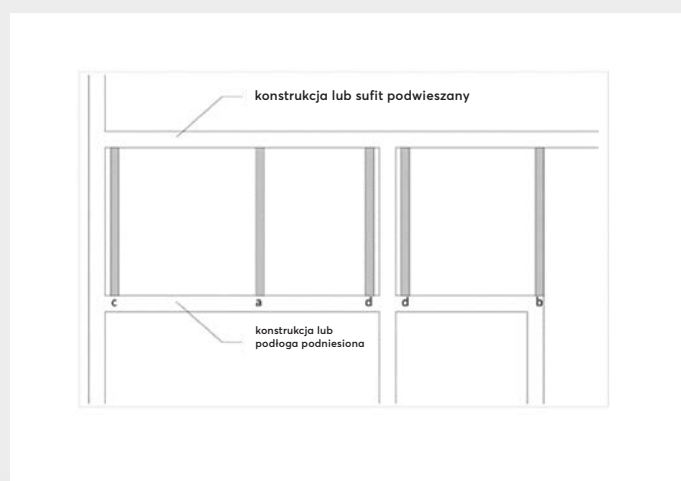 konstrukcja lub sufit podwieszany
c
a
d
d
b
konstrukcja lub
podłoga podniesiona